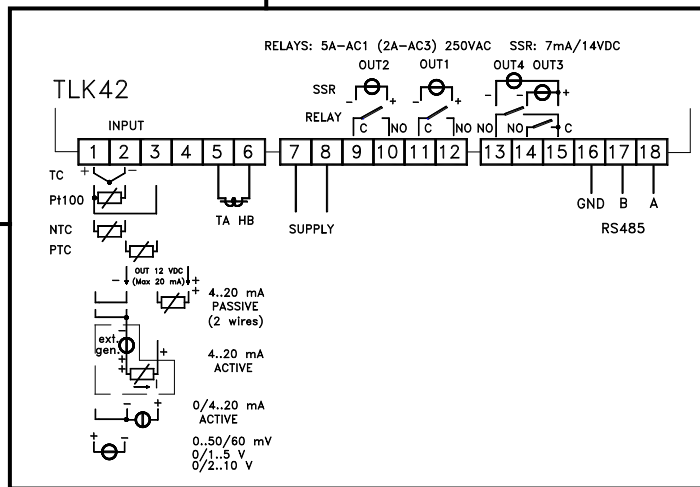 RELAYS: 5A-AC1 (2A-AC3) 250VAC SSR: 7mA/14VDC
OUT2 OUT1 OUT4 OUT3
TLK42
SSR
- + - + - - +
RELAY
C NO C NO NO NO C
INPUT
1 2 3 4 5 6 7 8 9 10 11 12 13 14 15 16 17 18
TC + -
Pt100
TA HB
SUPPLY
GND B A
RS485
NTC
PTC
OUT 12 VDC
(Max 20 mA)
- + +
4..20 mA
PASSIVE
(2 wires)
-
ext.
gen.
+ +
+
4..20 mA
ACTIVE
- +
0/4..20 mA
ACTIVE
+ -
0..50/60 mV
0/1..5 V
0/2..10 V